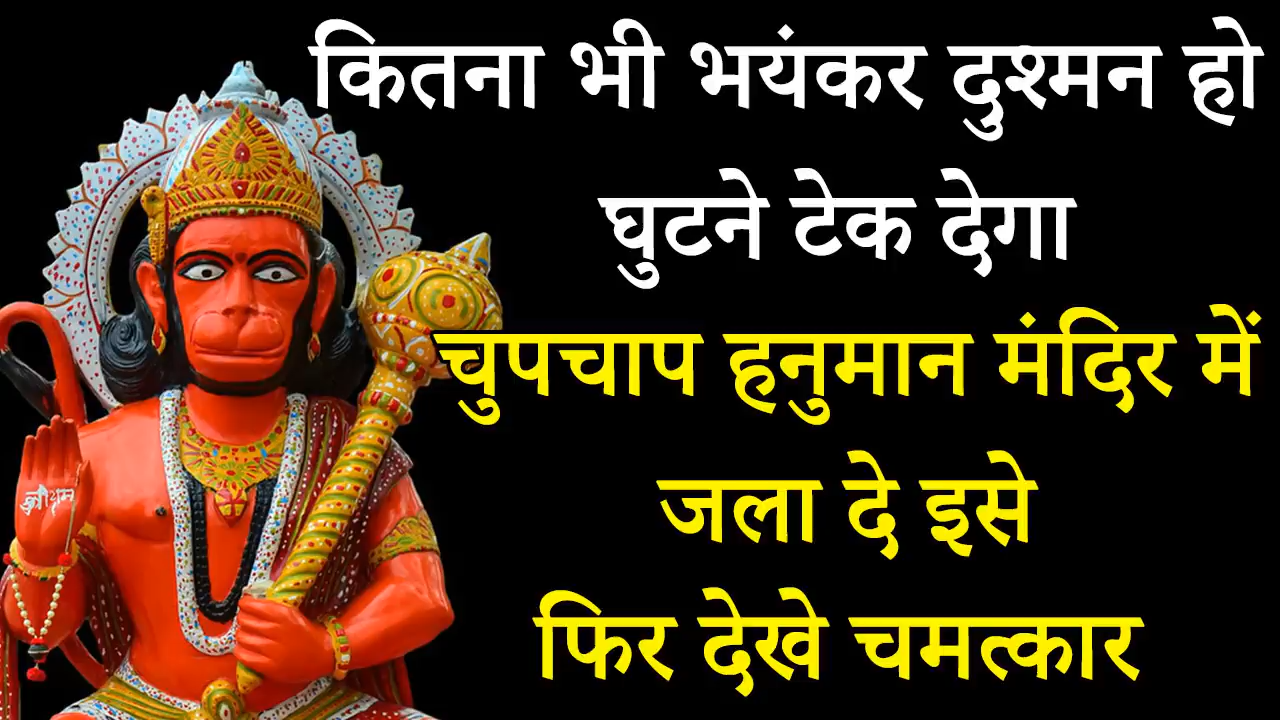 कितना भी भयंकर दुश्मन हो
घुटने टेक देगा
चुपचाप हनुमान मंदिर में
जला दे इसे
फिर देखे चमत्कार
श्री राम